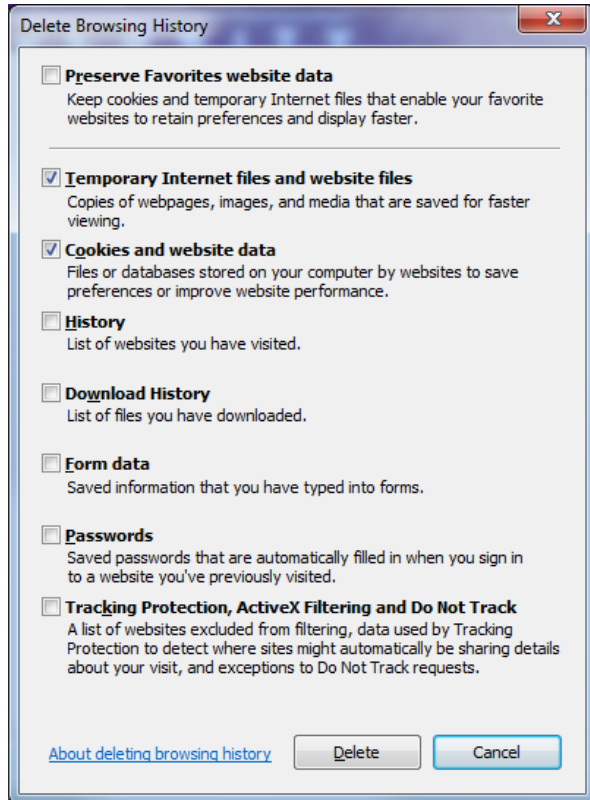 Delete Browsing History
Preserve Favorites website data
Keep cookies and temporary Internet files that enable your favorite
websites to retain preferences and display faster.
Temporary Internet files and website files
Copies of webpages, images, and media that are saved for faster
viewing.
Cookies and website data
Files or databases stored on your computer by websites to save
preferences or improve website performance.
History
List of websites you have visited.
Download History
List of files you have downloaded.
Form data
Saved information that you have typed into forms.
Passwords
Saved passwords that are automatically filled in when you sign in
to a website you've previously visited.
Tracking Protection, ActiveX Filtering and Do Not Track
A list of websites excluded from filtering, data used by Tracking
Protection to detect where sites might automatically be sharing details
about your visit, and exceptions to Do Not Track requests.
About deleting browsing history Delete Cancel